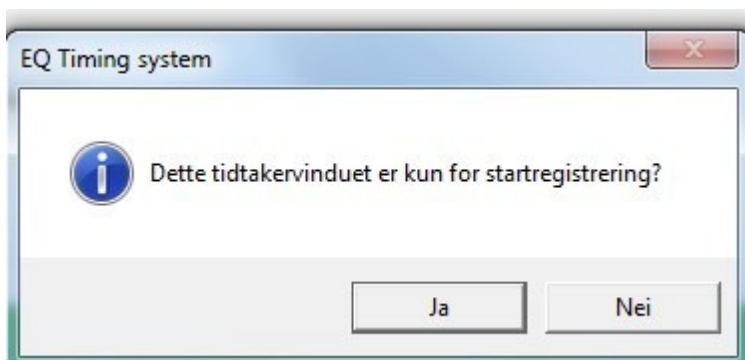 EQ Timing system
Dette tidtakervinduet er kun for startregistrering?
Ja
Nei